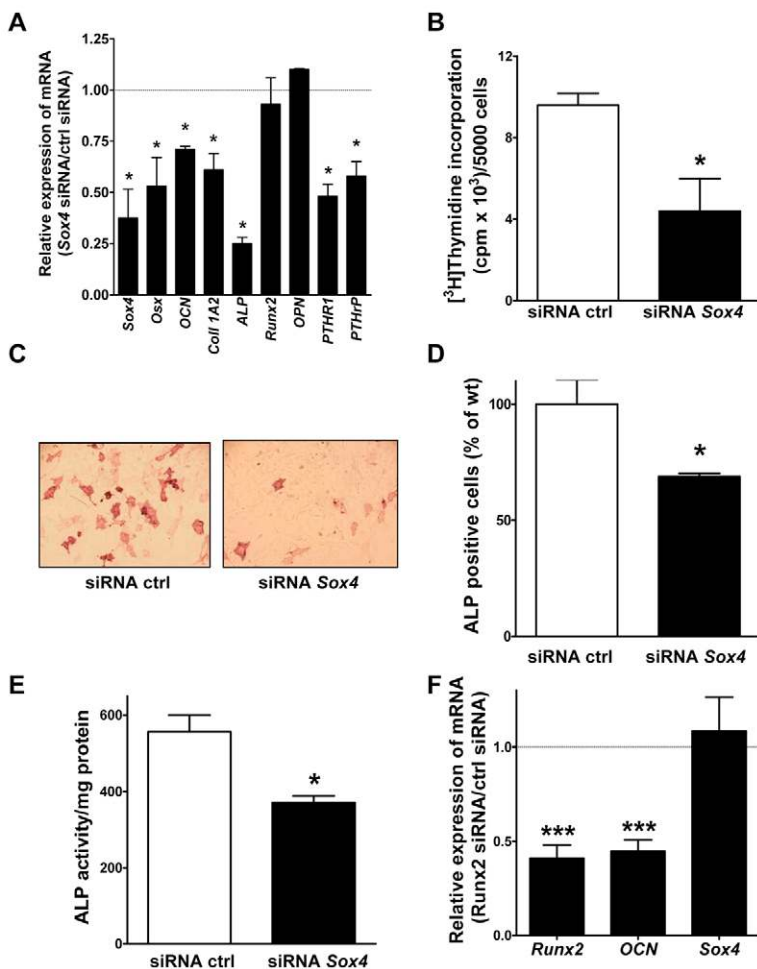 A
Relative expression of mRNA
(Sox4 siRNA/ctrl siRNA)
1.25
1.00
0.75
0.50
0.25
0.00
* * * * * * *
Sox4 Osx OCN Coll 1A2 ALP Runx2 OPN PTHR1 PTHrP
B
[³H]Thymidine incorporation
(cpm x 10³)/5000 cells
12
8
4
0
*
siRNA ctrl siRNA Sox4
C
siRNA ctrl siRNA Sox4
D
ALP positive cells (% of wt)
100
50
0
*
siRNA ctrl siRNA Sox4
E
ALP activity/mg protein
600
400
200
0
*
siRNA ctrl siRNA Sox4
F
Relative expression of mRNA
(Runx2 siRNA/ctrl siRNA)
1.0
0.5
0.0
*** ***
Runx2 OCN Sox4